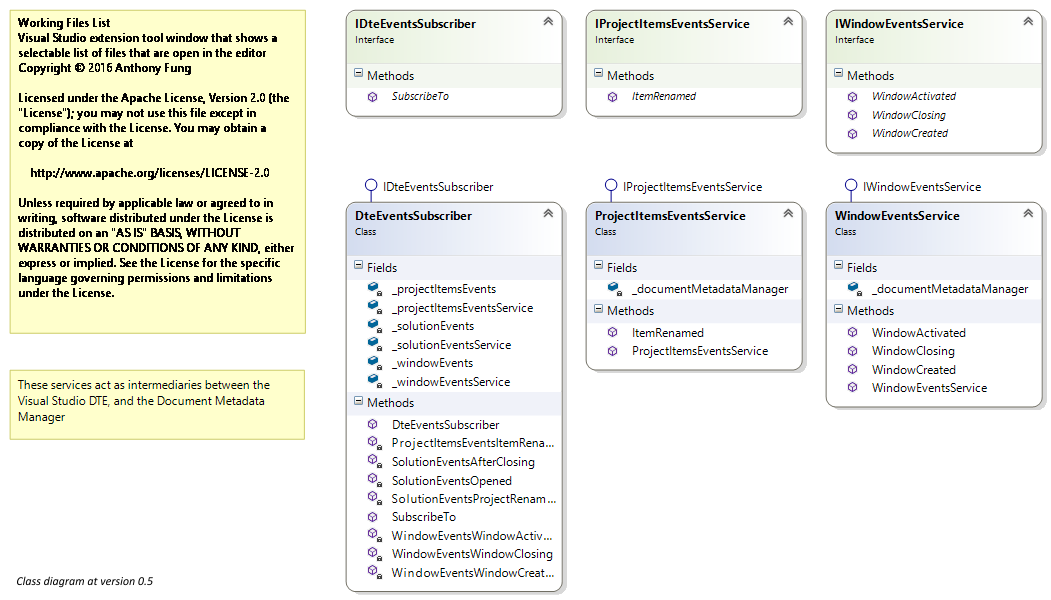 Working Files List
Visual Studio extension tool window that shows a
selectable list of files that are open in the editor
Copyright © 2016 Anthony Fung
Licensed under the Apache License, Version 2.0 (the
"License"); you may not use this file except in
compliance with the License. You may obtain a
copy of the License at
http://www.apache.org/licenses/LICENSE-2.0
Unless required by applicable law or agreed to in
writing, software distributed under the License is
distributed on an "AS IS" BASIS, WITHOUT
WARRANTIES OR CONDITIONS OF ANY KIND, either
express or implied. See the License for the specific
language governing permissions and limitations
under the License.
These services act as intermediaries between the
Visual Studio DTE, and the Document Metadata
Manager
Class diagram at version 0.5
IDteEventsSubscriber
Interface
Methods
SubscribeTo
IProjectItemsEventsService
Interface
Methods
ItemRenamed
IWindowEventsService
Interface
Methods
WindowActivated
WindowClosing
WindowCreated
IDteEventsSubscriber
DteEventsSubscriber
Class
Fields
_projectItemsEvents
_projectItemsEventsService
_solutionEvents
_solutionEventsService
_windowEvents
_windowEventsService
Methods
DteEventsSubscriber
ProjectItemsEventsItemRena...
SolutionEventsAfterClosing
SolutionEventsOpened
SolutionEventsProjectRenam...
SubscribeTo
WindowEventsWindowActiv...
WindowEventsWindowClosing
WindowEventsWindowCreat...
IProjectItemsEventsService
ProjectItemsEventsService
Class
Fields
_documentMetadataManager
Methods
ItemRenamed
ProjectItemsEventsService
IWindowEventsService
WindowEventsService
Class
Fields
_documentMetadataManager
Methods
WindowActivated
WindowClosing
WindowCreated
WindowEventsService